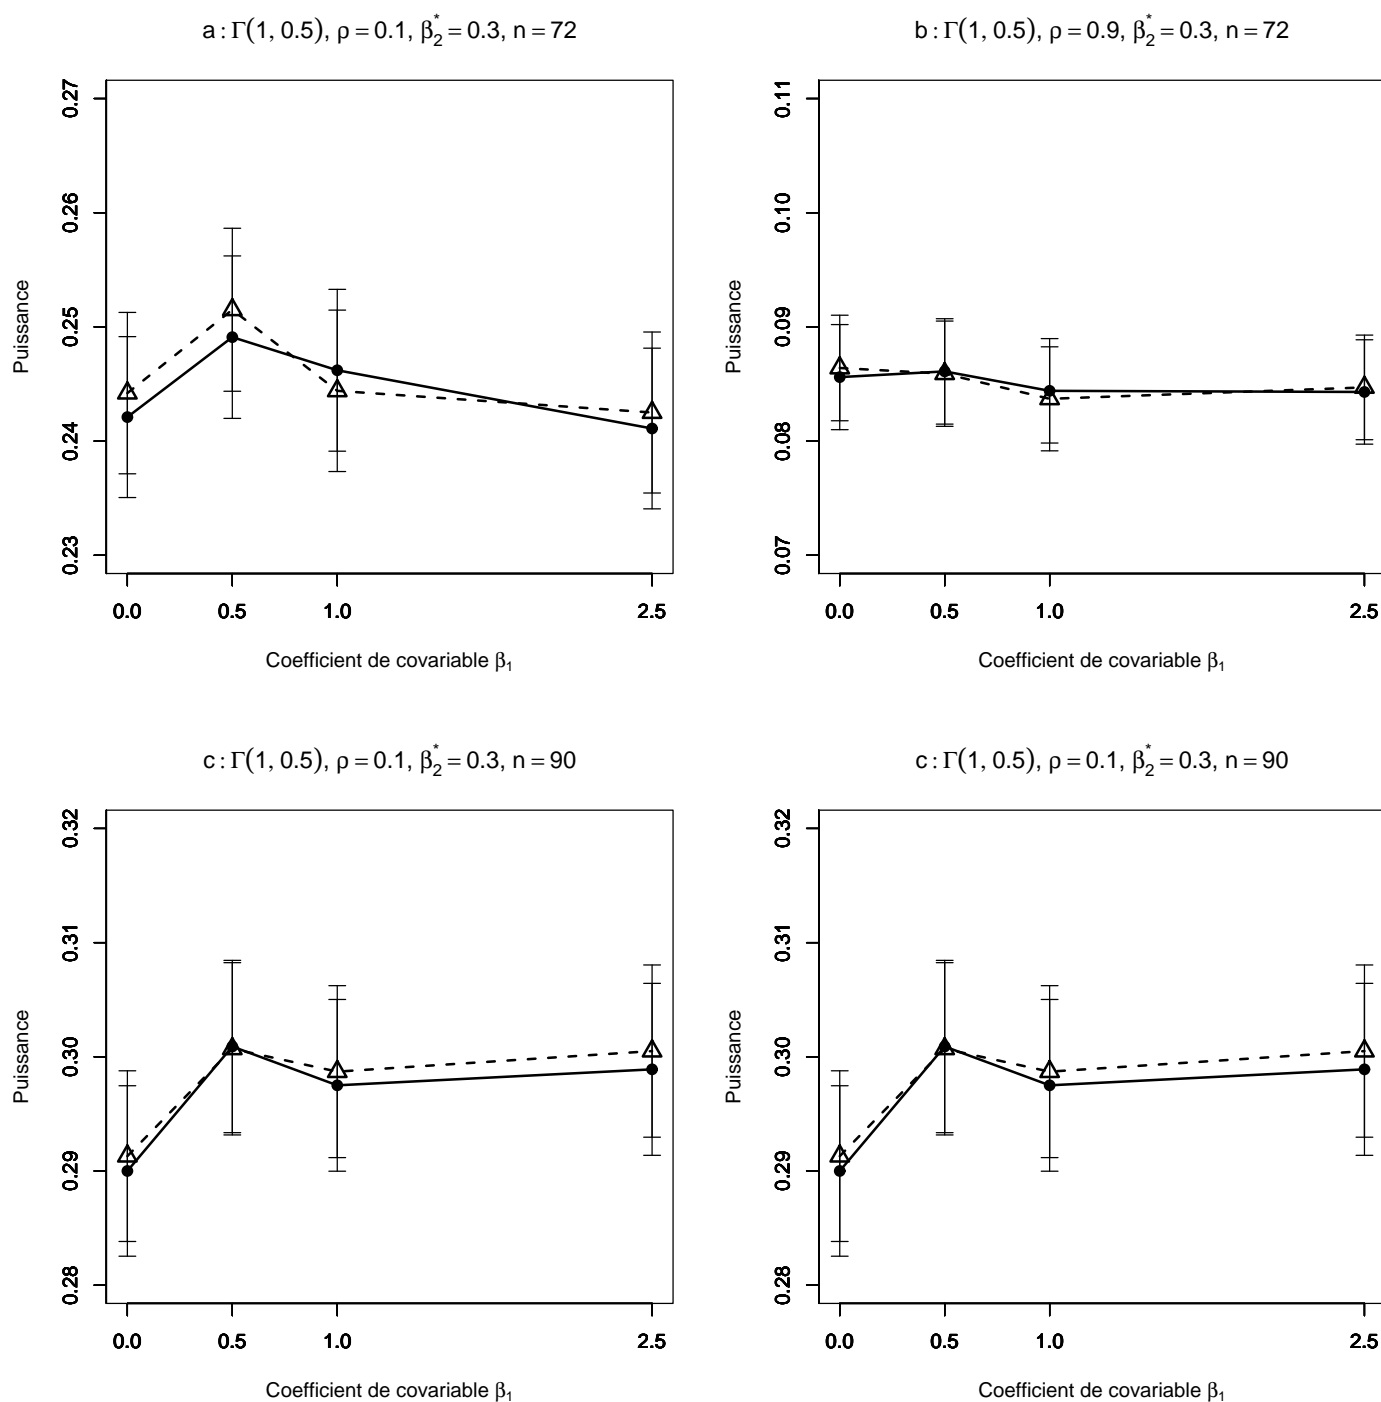 a : Γ(1, 0.5), ρ = 0.1, β₂* = 0.3, n = 72
0.27
0.26
0.25
0.24
0.23
Puissance
0.0 0.5 1.0 2.5
Coefficient de covariable β₁
b : Γ(1, 0.5), ρ = 0.9, β₂* = 0.3, n = 72
0.11
0.10
0.09
0.08
0.07
Puissance
0.0 0.5 1.0 2.5
Coefficient de covariable β₁
c : Γ(1, 0.5), ρ = 0.1, β₂* = 0.3, n = 90
0.32
0.31
0.30
0.29
0.28
Puissance
0.0 0.5 1.0 2.5
Coefficient de covariable β₁
c : Γ(1, 0.5), ρ = 0.1, β₂* = 0.3, n = 90
0.32
0.31
0.30
0.29
0.28
Puissance
0.0 0.5 1.0 2.5
Coefficient de covariable β₁